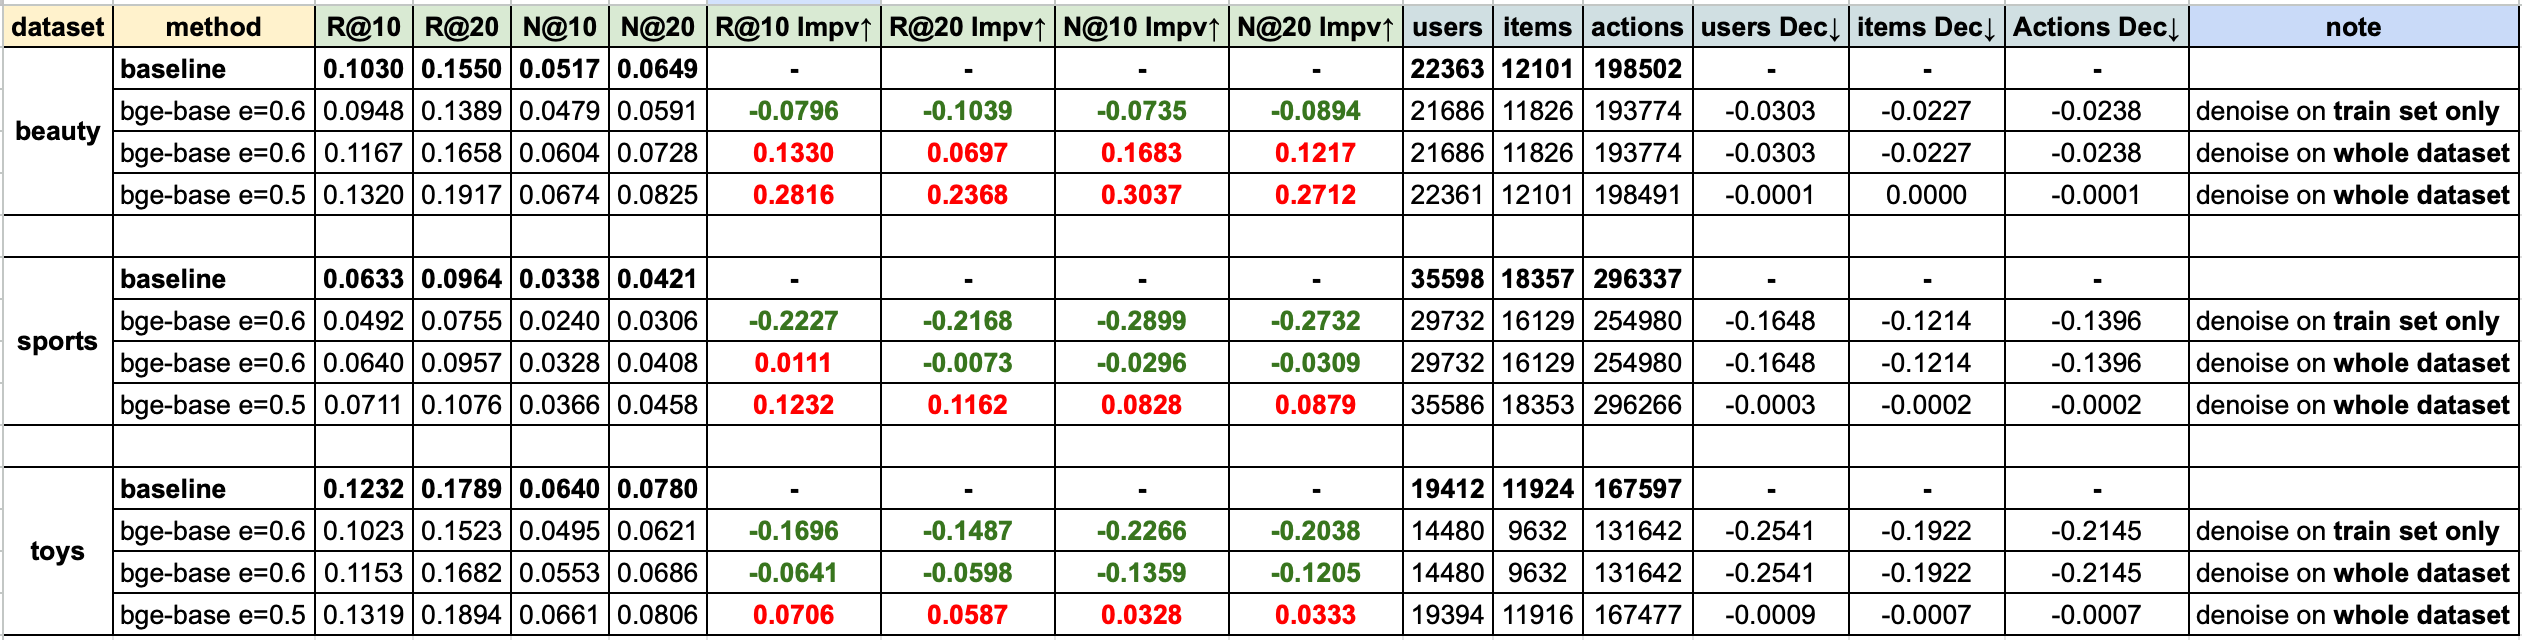 dataset method R@10 R@20 N@10 N@20 R@10 Impv↑ R@20 Impv↑ N@10 Impv↑ N@20 Impv↑ users items actions users Dec↓ items Dec↓ Actions Dec↓ note
beauty
baseline 0.1030 0.1550 0.0517 0.0649 - - - - 22363 12101 198502 - - -
bge-base e=0.6 0.0948 0.1389 0.0479 0.0591 -0.0796 -0.1039 -0.0735 -0.0894 21686 11826 193774 -0.0303 -0.0227 -0.0238 denoise on train set only
bge-base e=0.6 0.1167 0.1658 0.0604 0.0728 0.1330 0.0697 0.1683 0.1217 21686 11826 193774 -0.0303 -0.0227 -0.0238 denoise on whole dataset
bge-base e=0.5 0.1320 0.1917 0.0674 0.0825 0.2816 0.2368 0.3037 0.2712 22361 12101 198491 -0.0001 0.0000 -0.0001 denoise on whole dataset
sports
baseline 0.0633 0.0964 0.0338 0.0421 - - - - 35598 18357 296337 - - -
bge-base e=0.6 0.0492 0.0755 0.0240 0.0306 -0.2227 -0.2168 -0.2899 -0.2732 29732 16129 254980 -0.1648 -0.1214 -0.1396 denoise on train set only
bge-base e=0.6 0.0640 0.0957 0.0328 0.0408 0.0111 -0.0073 -0.0296 -0.0309 29732 16129 254980 -0.1648 -0.1214 -0.1396 denoise on whole dataset
bge-base e=0.5 0.0711 0.1076 0.0366 0.0458 0.1232 0.1162 0.0828 0.0879 35586 18353 296266 -0.0003 -0.0002 -0.0002 denoise on whole dataset
toys
baseline 0.1232 0.1789 0.0640 0.0780 - - - - 19412 11924 167597 - - -
bge-base e=0.6 0.1023 0.1523 0.0495 0.0621 -0.1696 -0.1487 -0.2266 -0.2038 14480 9632 131642 -0.2541 -0.1922 -0.2145 denoise on train set only
bge-base e=0.6 0.1153 0.1682 0.0553 0.0686 -0.0641 -0.0598 -0.1359 -0.1205 14480 9632 131642 -0.2541 -0.1922 -0.2145 denoise on whole dataset
bge-base e=0.5 0.1319 0.1894 0.0661 0.0806 0.0706 0.0587 0.0328 0.0333 19394 11916 167477 -0.0009 -0.0007 -0.0007 denoise on whole dataset